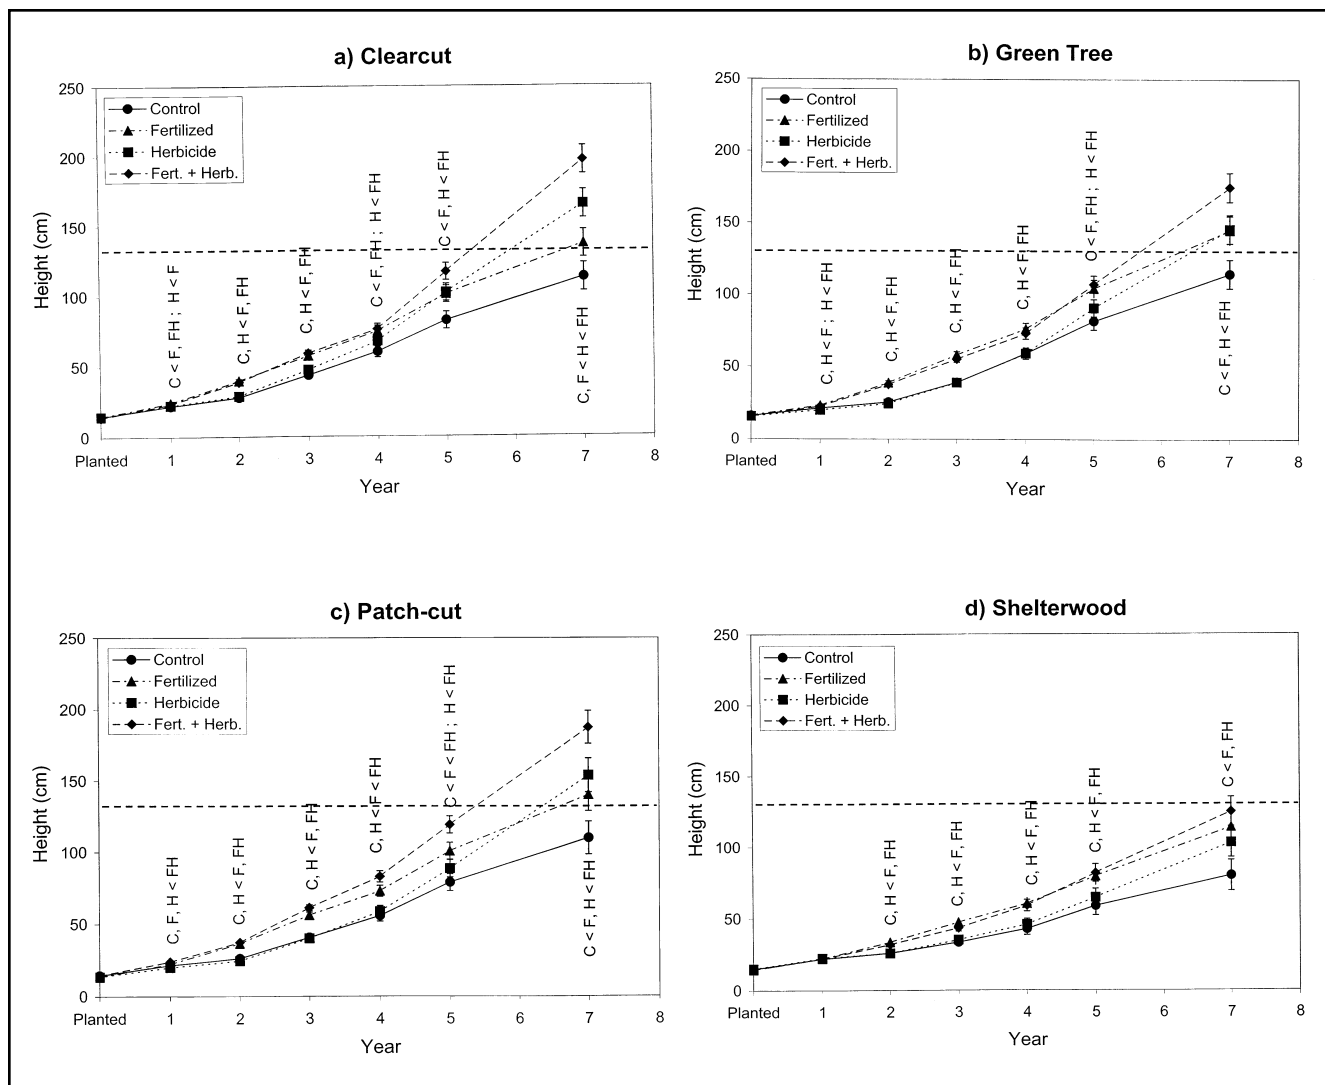 a) Clearcut
250
200
150
100
50
0
Height (cm)
Control
Fertilized
Herbicide
Fert. + Herb.
C < F, FH ; H < F
C, H < F, FH
C, H < F, FH
C < F, FH ; H < FH
C < F, H < FH
C, F < H < FH
Planted 1 2 3 4 5 6 7 8
Year
b) Green Tree
250
200
150
100
50
0
Height (cm)
Control
Fertilized
Herbicide
Fert. + Herb.
C, H < F ; H < FH
C, H < F, FH
C, H < F, FH
C, H < F, FH
C < F, FH ; H < FH
C < F, H < FH
Planted 1 2 3 4 5 6 7 8
Year
c) Patch-cut
250
200
150
100
50
0
Height (cm)
Control
Fertilized
Herbicide
Fert. + Herb.
C, F, H < FH
C, H < F, FH
C, H < F, FH
C, H < F < FH
C < F < FH ; H < FH
C < F, H < FH
Planted 1 2 3 4 5 6 7 8
Year
d) Shelterwood
250
200
150
100
50
0
Height (cm)
Control
Fertilized
Herbicide
Fert. + Herb.
C, H < F, FH
C, H < F, FH
C, H < F, FH
C, H < F, FH
C < F, FH
Planted 1 2 3 4 5 6 7 8
Year